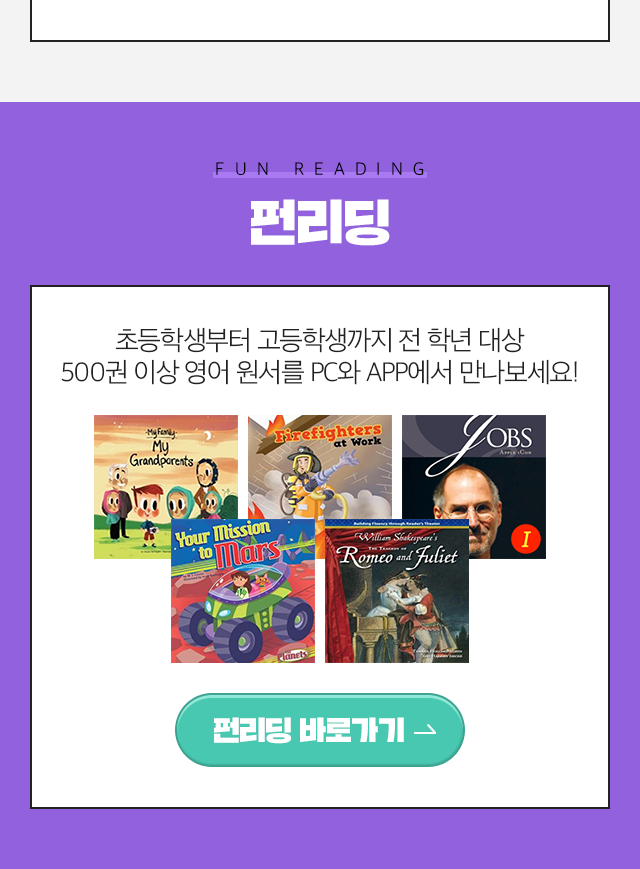 FUN READING
펀리딩
초등학생부터 고등학생까지 전 학년 대상
500권 이상 영어 원서를 PC와 APP에서 만나보세요!
My Family
My
Grandparents
Firefighters
at Work
JOBS
Apple iCon
I
Your Mission
to Mars
Planets
Building Fluency through Reader's Theater
William Shakespeare's
The Tragedy of
Romeo and Juliet
펀리딩 바로가기